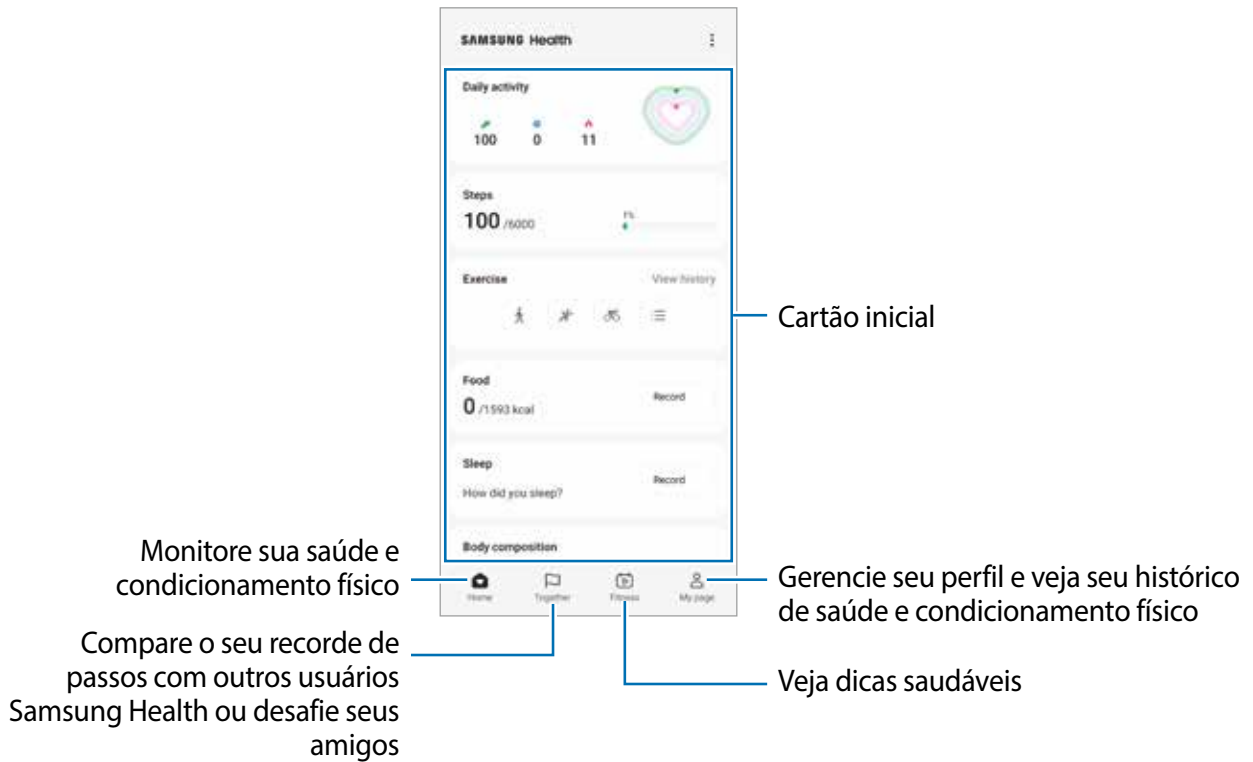 SAMSUNG Health
Daily activity
100 0 11
Steps
100 /6000
1%
Exercise View history
Cartão inicial
Food
0 /1593 kcal
Record
Sleep
How did you sleep?
Record
Body composition
Home Together Fitness My page
Monitore sua saúde e
condicionamento físico
Gerencie seu perfil e veja seu histórico
de saúde e condicionamento físico
Compare o seu recorde de
passos com outros usuários
Samsung Health ou desafie seus
amigos
Veja dicas saudáveis